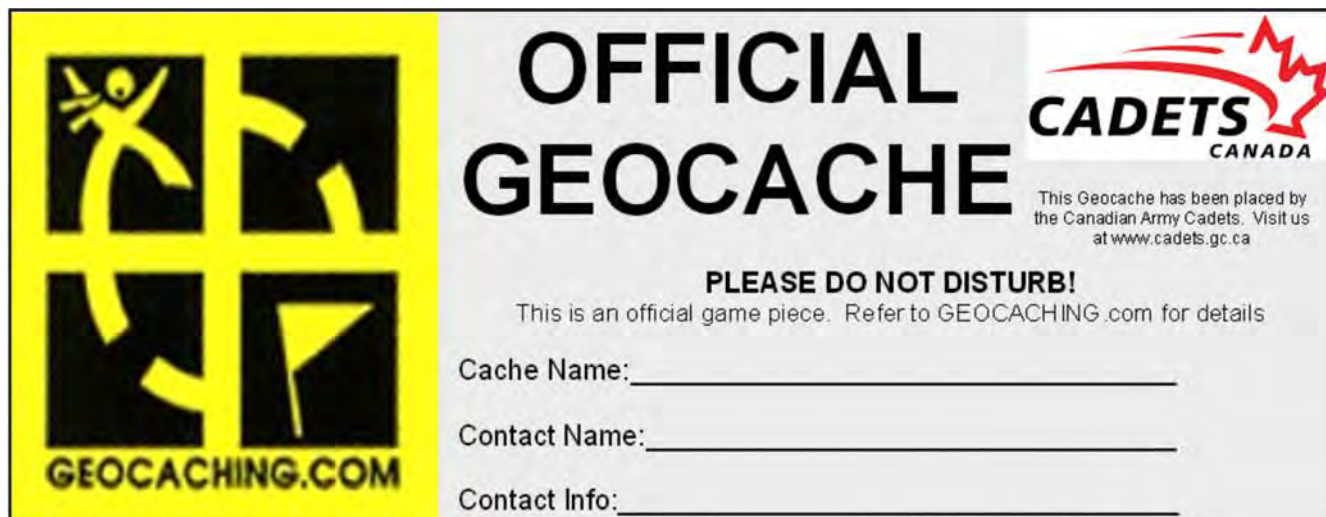 GEOCACHING.COM
OFFICIAL
GEOCACHE
CADETS
CANADA
This Geocache has been placed by
the Canadian Army Cadets. Visit us
at www.cadets.gc.ca
PLEASE DO NOT DISTURB!
This is an official game piece. Refer to GEOCACHING.com for details
Cache Name:
Contact Name:
Contact Info: